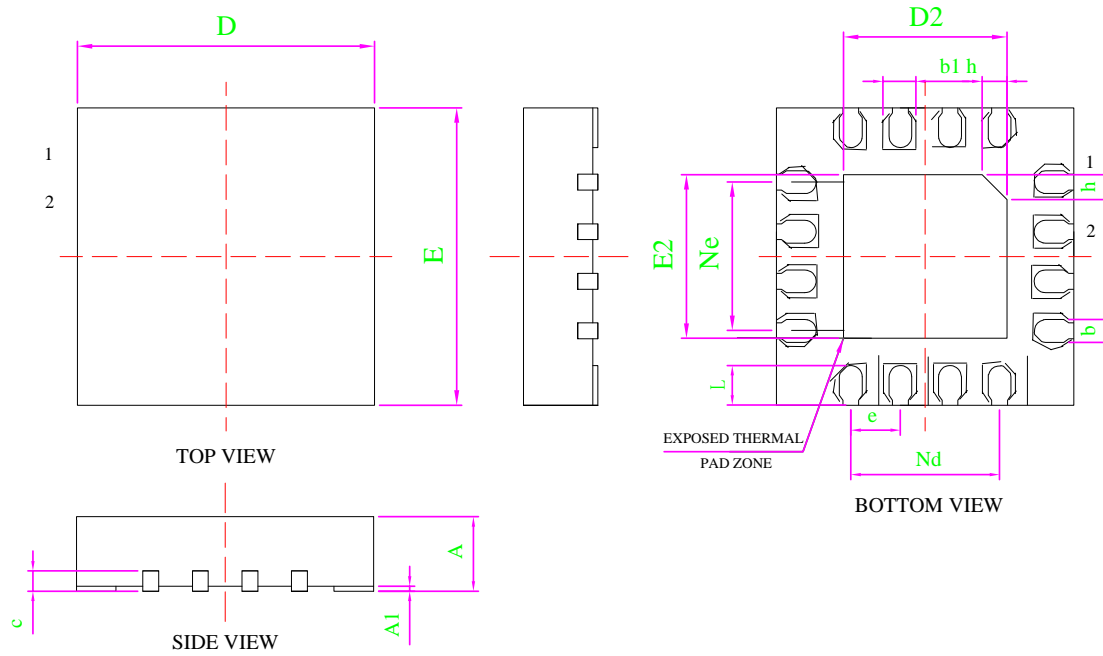 D
1
2
E
TOP VIEW
D2
b1 h
1
h
2
E2
Ne
b
L
e
EXPOSED THERMAL
PAD ZONE
Nd
BOTTOM VIEW
A
c
A1
SIDE VIEW